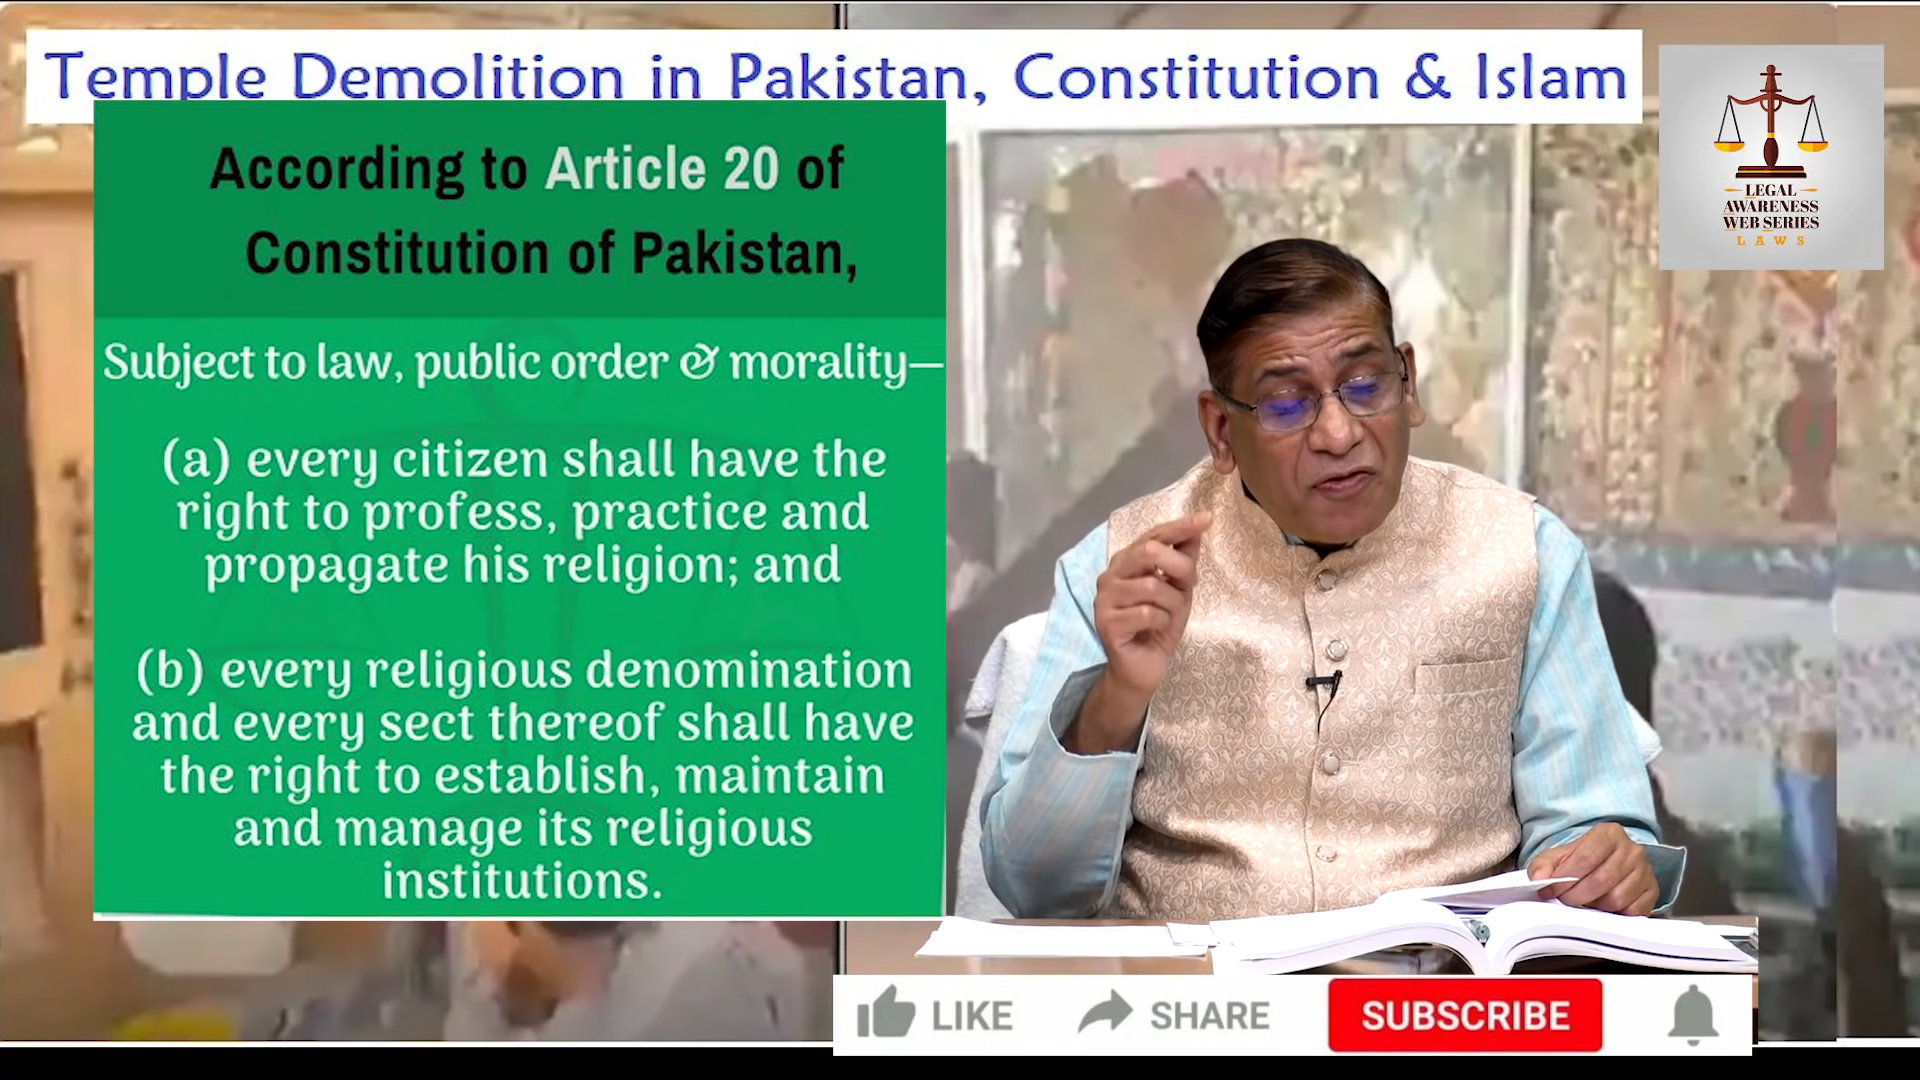 Temple Demolition in Pakistan, Constitution & Islam
According to Article 20 of
Constitution of Pakistan,
Subject to law, public order & morality—
(a) every citizen shall have the
right to profess, practice and
propagate his religion; and
(b) every religious denomination
and every sect thereof shall have
the right to establish, maintain
and manage its religious
institutions.
LEGAL
AWARENESS
WEB SERIES
LAWS
LIKE
SHARE
SUBSCRIBE